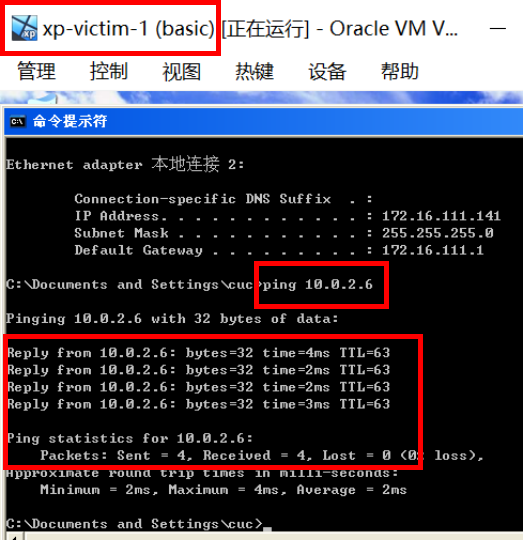 xp-victim-1 (basic) [正在运行] - Oracle VM V...
管理 控制 视图 热键 设备 帮助
命令提示符
Ethernet adapter 本地连接 2:
Connection-specific DNS Suffix . :
IP Address. . . . . . . . . . . . : 172.16.111.141
Subnet Mask . . . . . . . . . . . : 255.255.255.0
Default Gateway . . . . . . . . . : 172.16.111.1
C:\Documents and Settings\cuc>ping 10.0.2.6
Pinging 10.0.2.6 with 32 bytes of data:
Reply from 10.0.2.6: bytes=32 time=4ms TTL=63
Reply from 10.0.2.6: bytes=32 time=2ms TTL=63
Reply from 10.0.2.6: bytes=32 time=2ms TTL=63
Reply from 10.0.2.6: bytes=32 time=3ms TTL=63
Ping statistics for 10.0.2.6:
Packets: Sent = 4, Received = 4, Lost = 0 (0% loss),
Approximate round trip times in milli-seconds:
Minimum = 2ms, Maximum = 4ms, Average = 2ms
C:\Documents and Settings\cuc>_